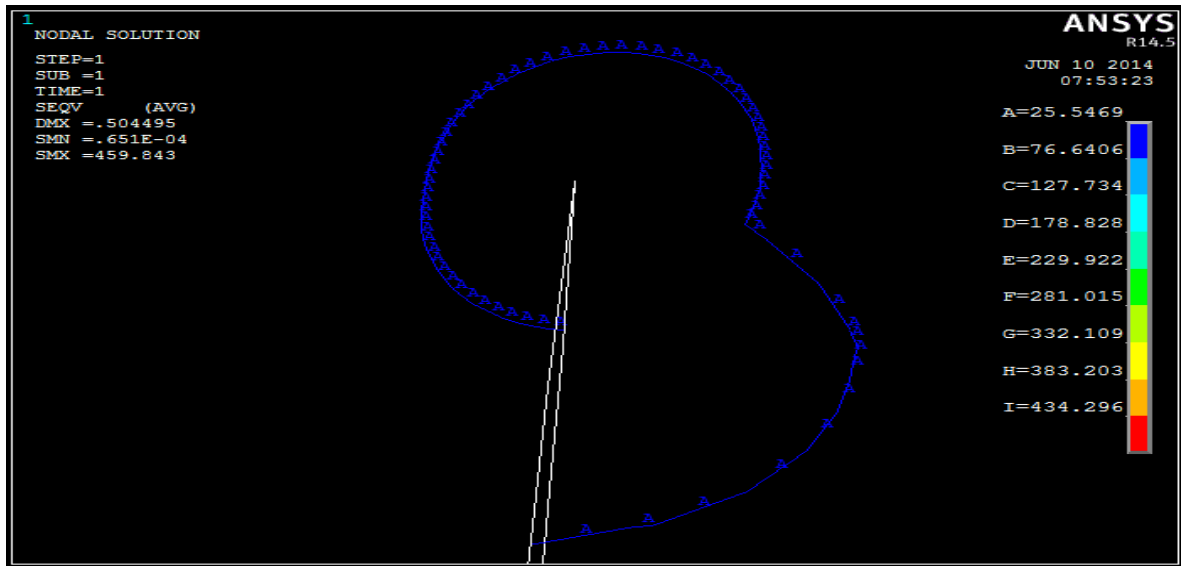 1
NODAL SOLUTION
STEP=1
SUB =1
TIME=1
SEQV (AVG)
DMX =.504495
SMN =.651E-04
SMX =459.843
ANSYS
R14.5
JUN 10 2014
07:53:23
A=25.5469
B=76.6406
C=127.734
D=178.828
E=229.922
F=281.015
G=332.109
H=383.203
I=434.296